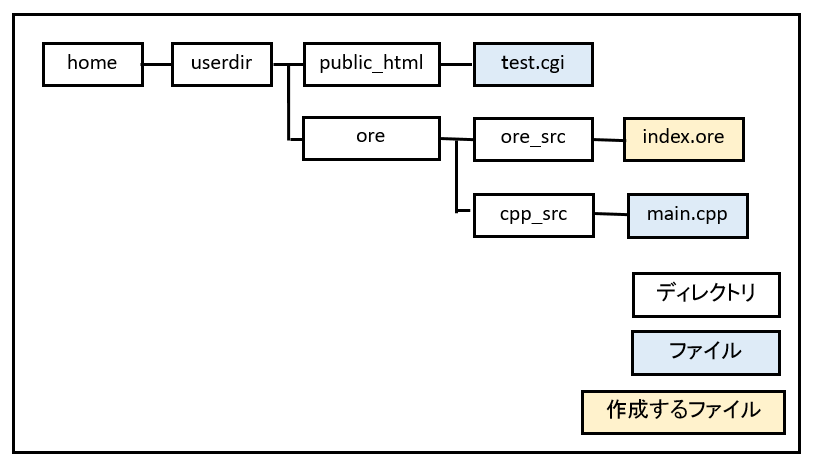 home
userdir
public_html
test.cgi
ore
ore_src
index.ore
cpp_src
main.cpp
ディレクトリ
ファイル
作成するファイル